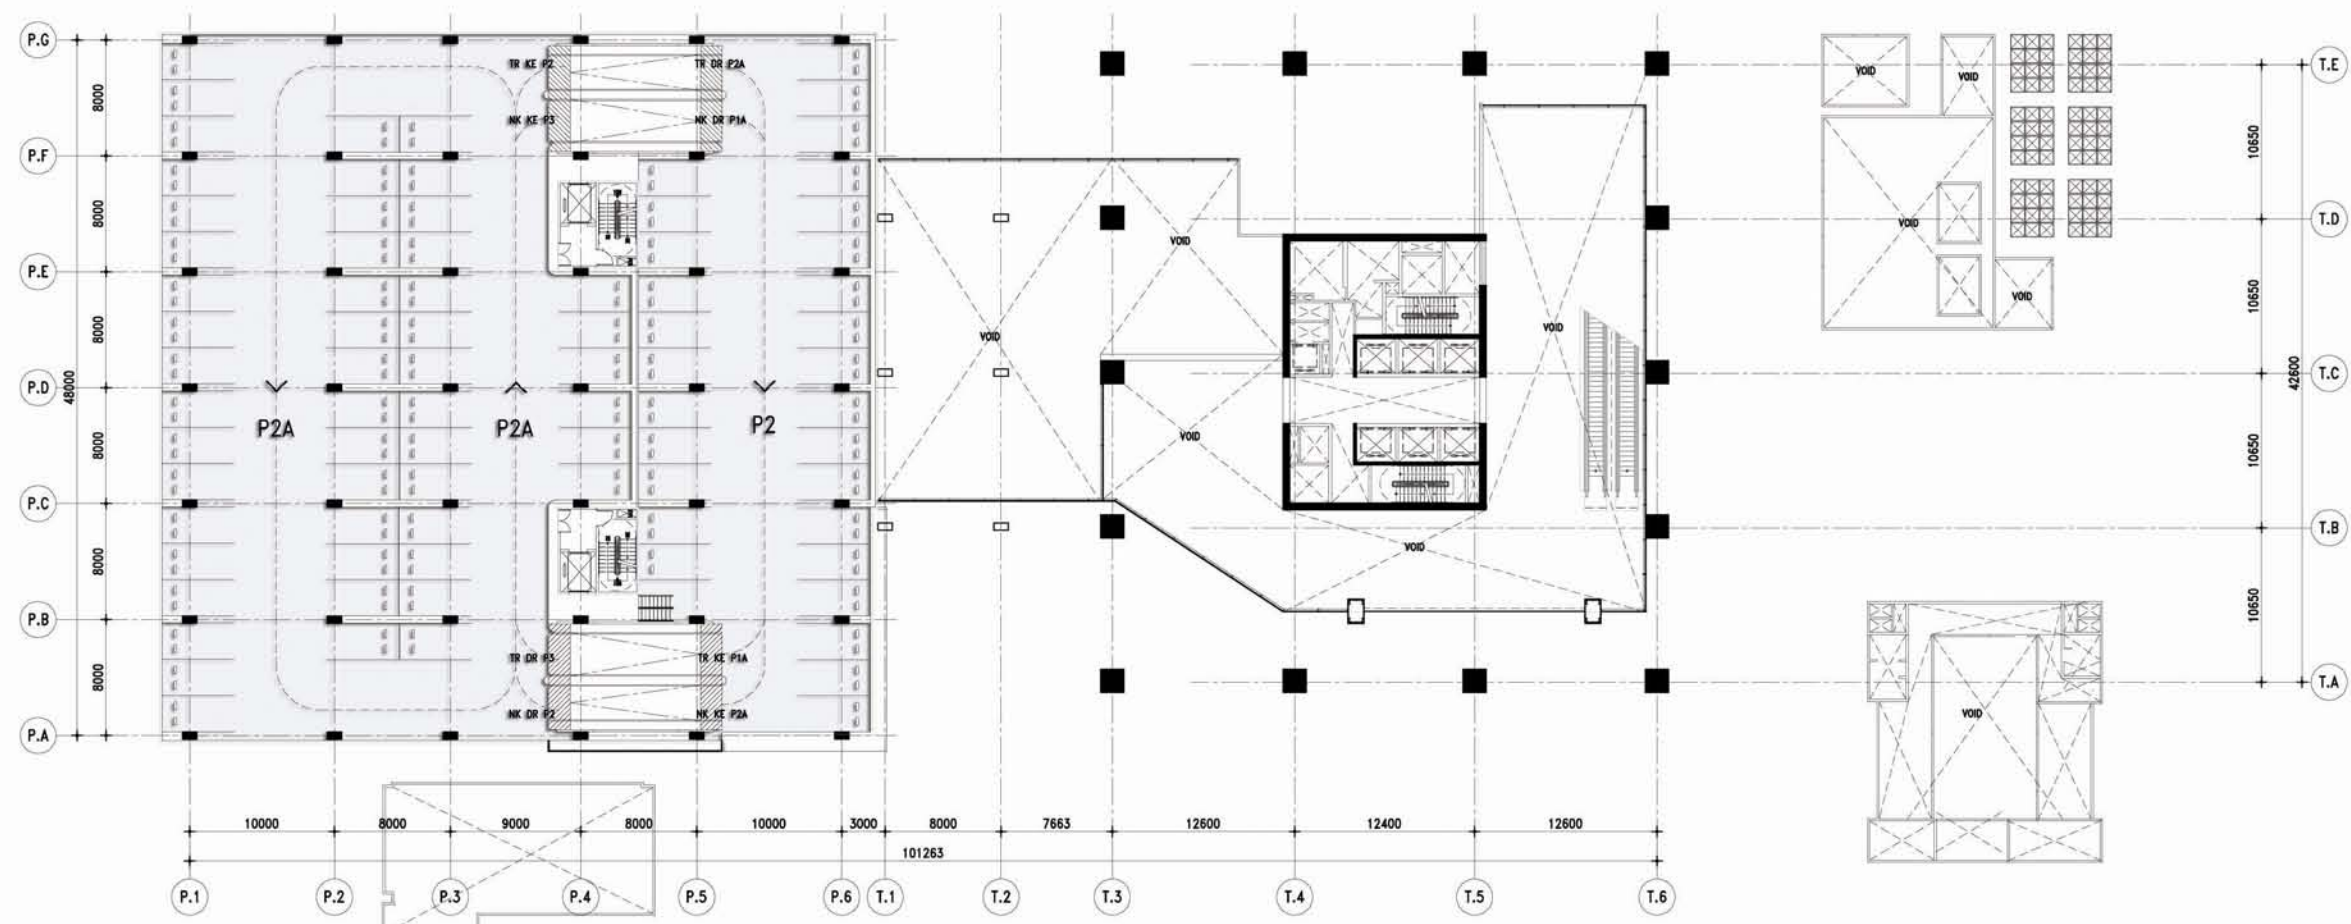 P.G
P.F
P.E
P.D
P.C
P.B
P.A
8000
8000
8000
8000
8000
8000
48000
TR KE P2
TR DR P2A
NK KE P3
NK DR P1A
P2A
P2A
P2
TR DR P3
TR KE P1A
NK DR P2
NK KE P2A
VOID
VOID
VOID
VOID
VOID
VOID
VOID
VOID
VOID
VOID
T.E
T.D
T.C
T.B
T.A
10650
10650
10650
10650
42600
VOID
10000
8000
9000
8000
10000
3000
8000
7663
12600
12400
12600
101263
P.1
P.2
P.3
P.4
P.5
P.6
T.1
T.2
T.3
T.4
T.5
T.6